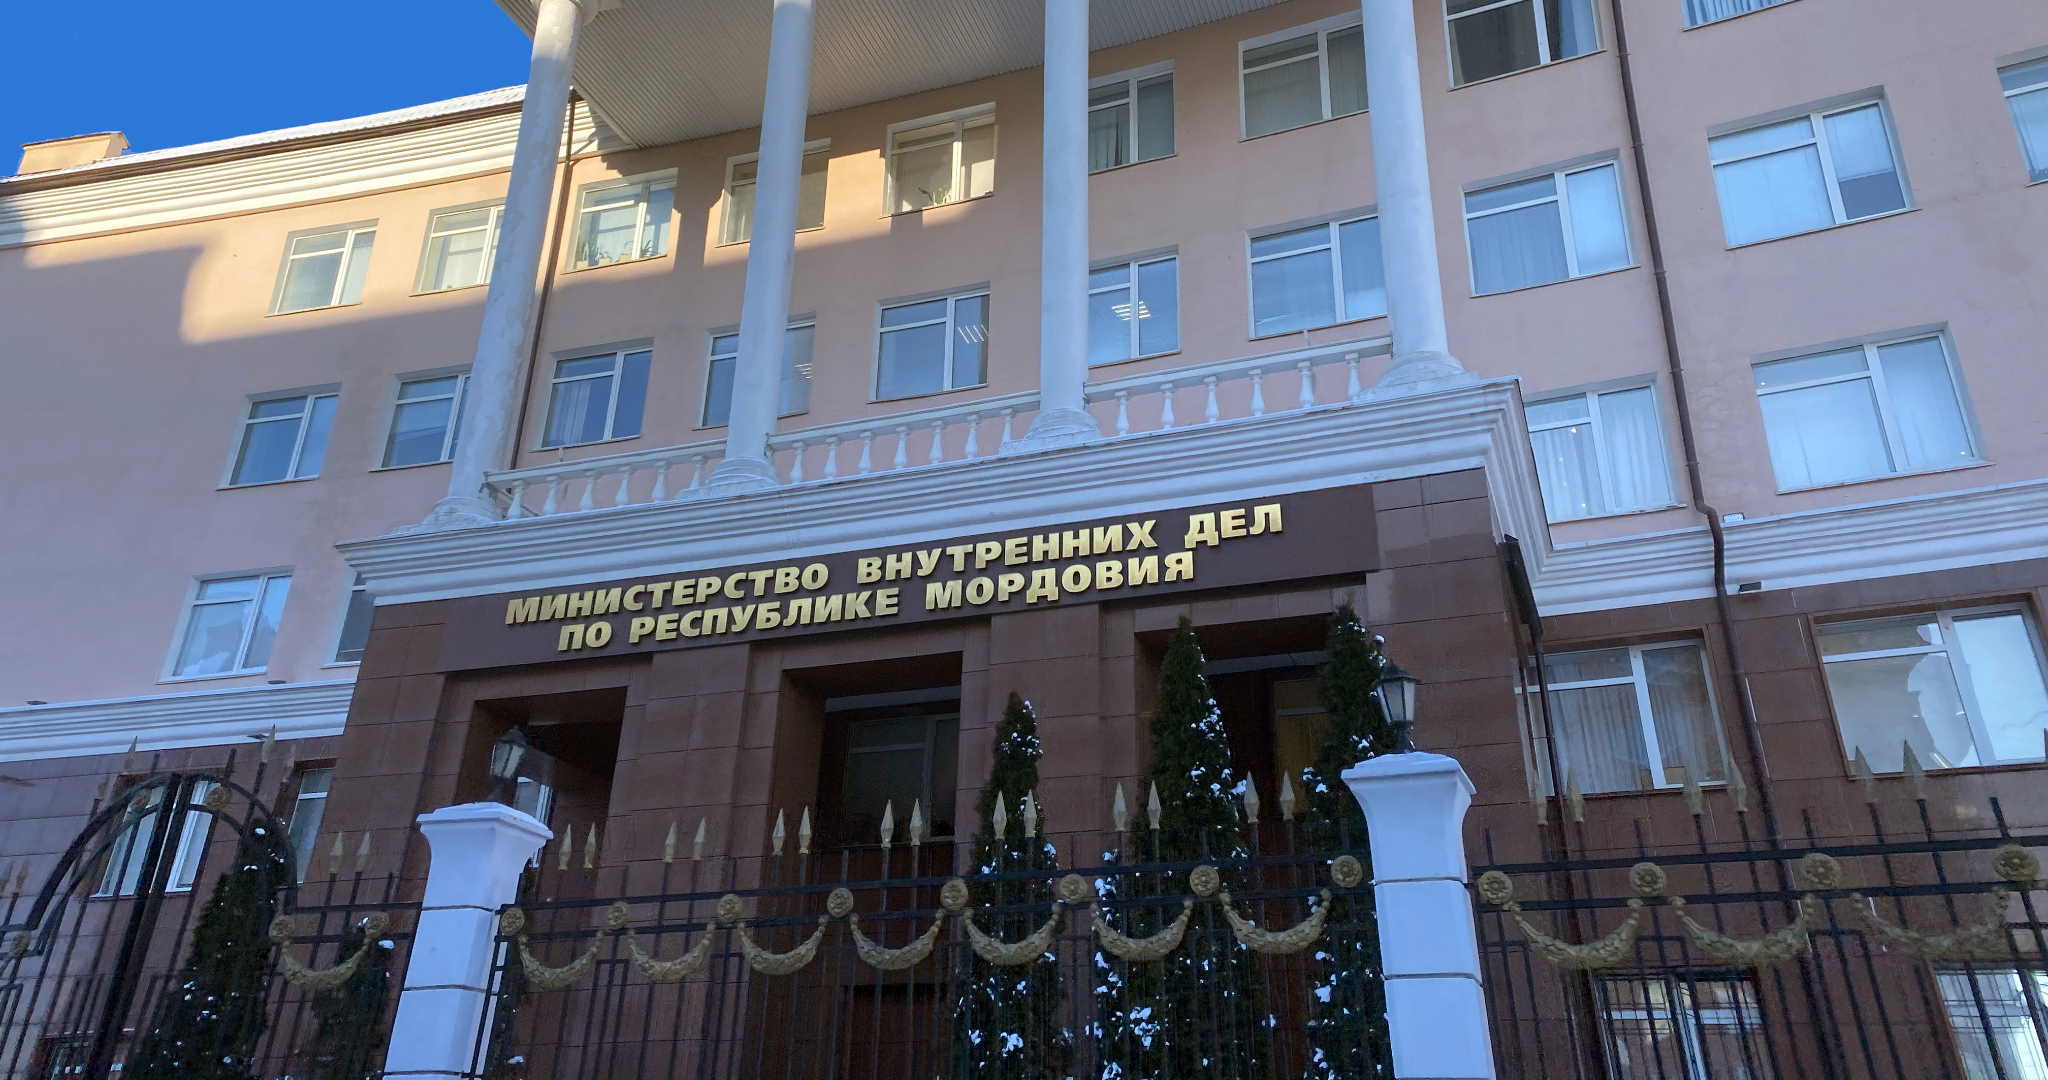 МИНИСТЕРСТВО ВНУТРЕННИХ ДЕЛ
ПО РЕСПУБЛИКЕ МОРДОВИЯ